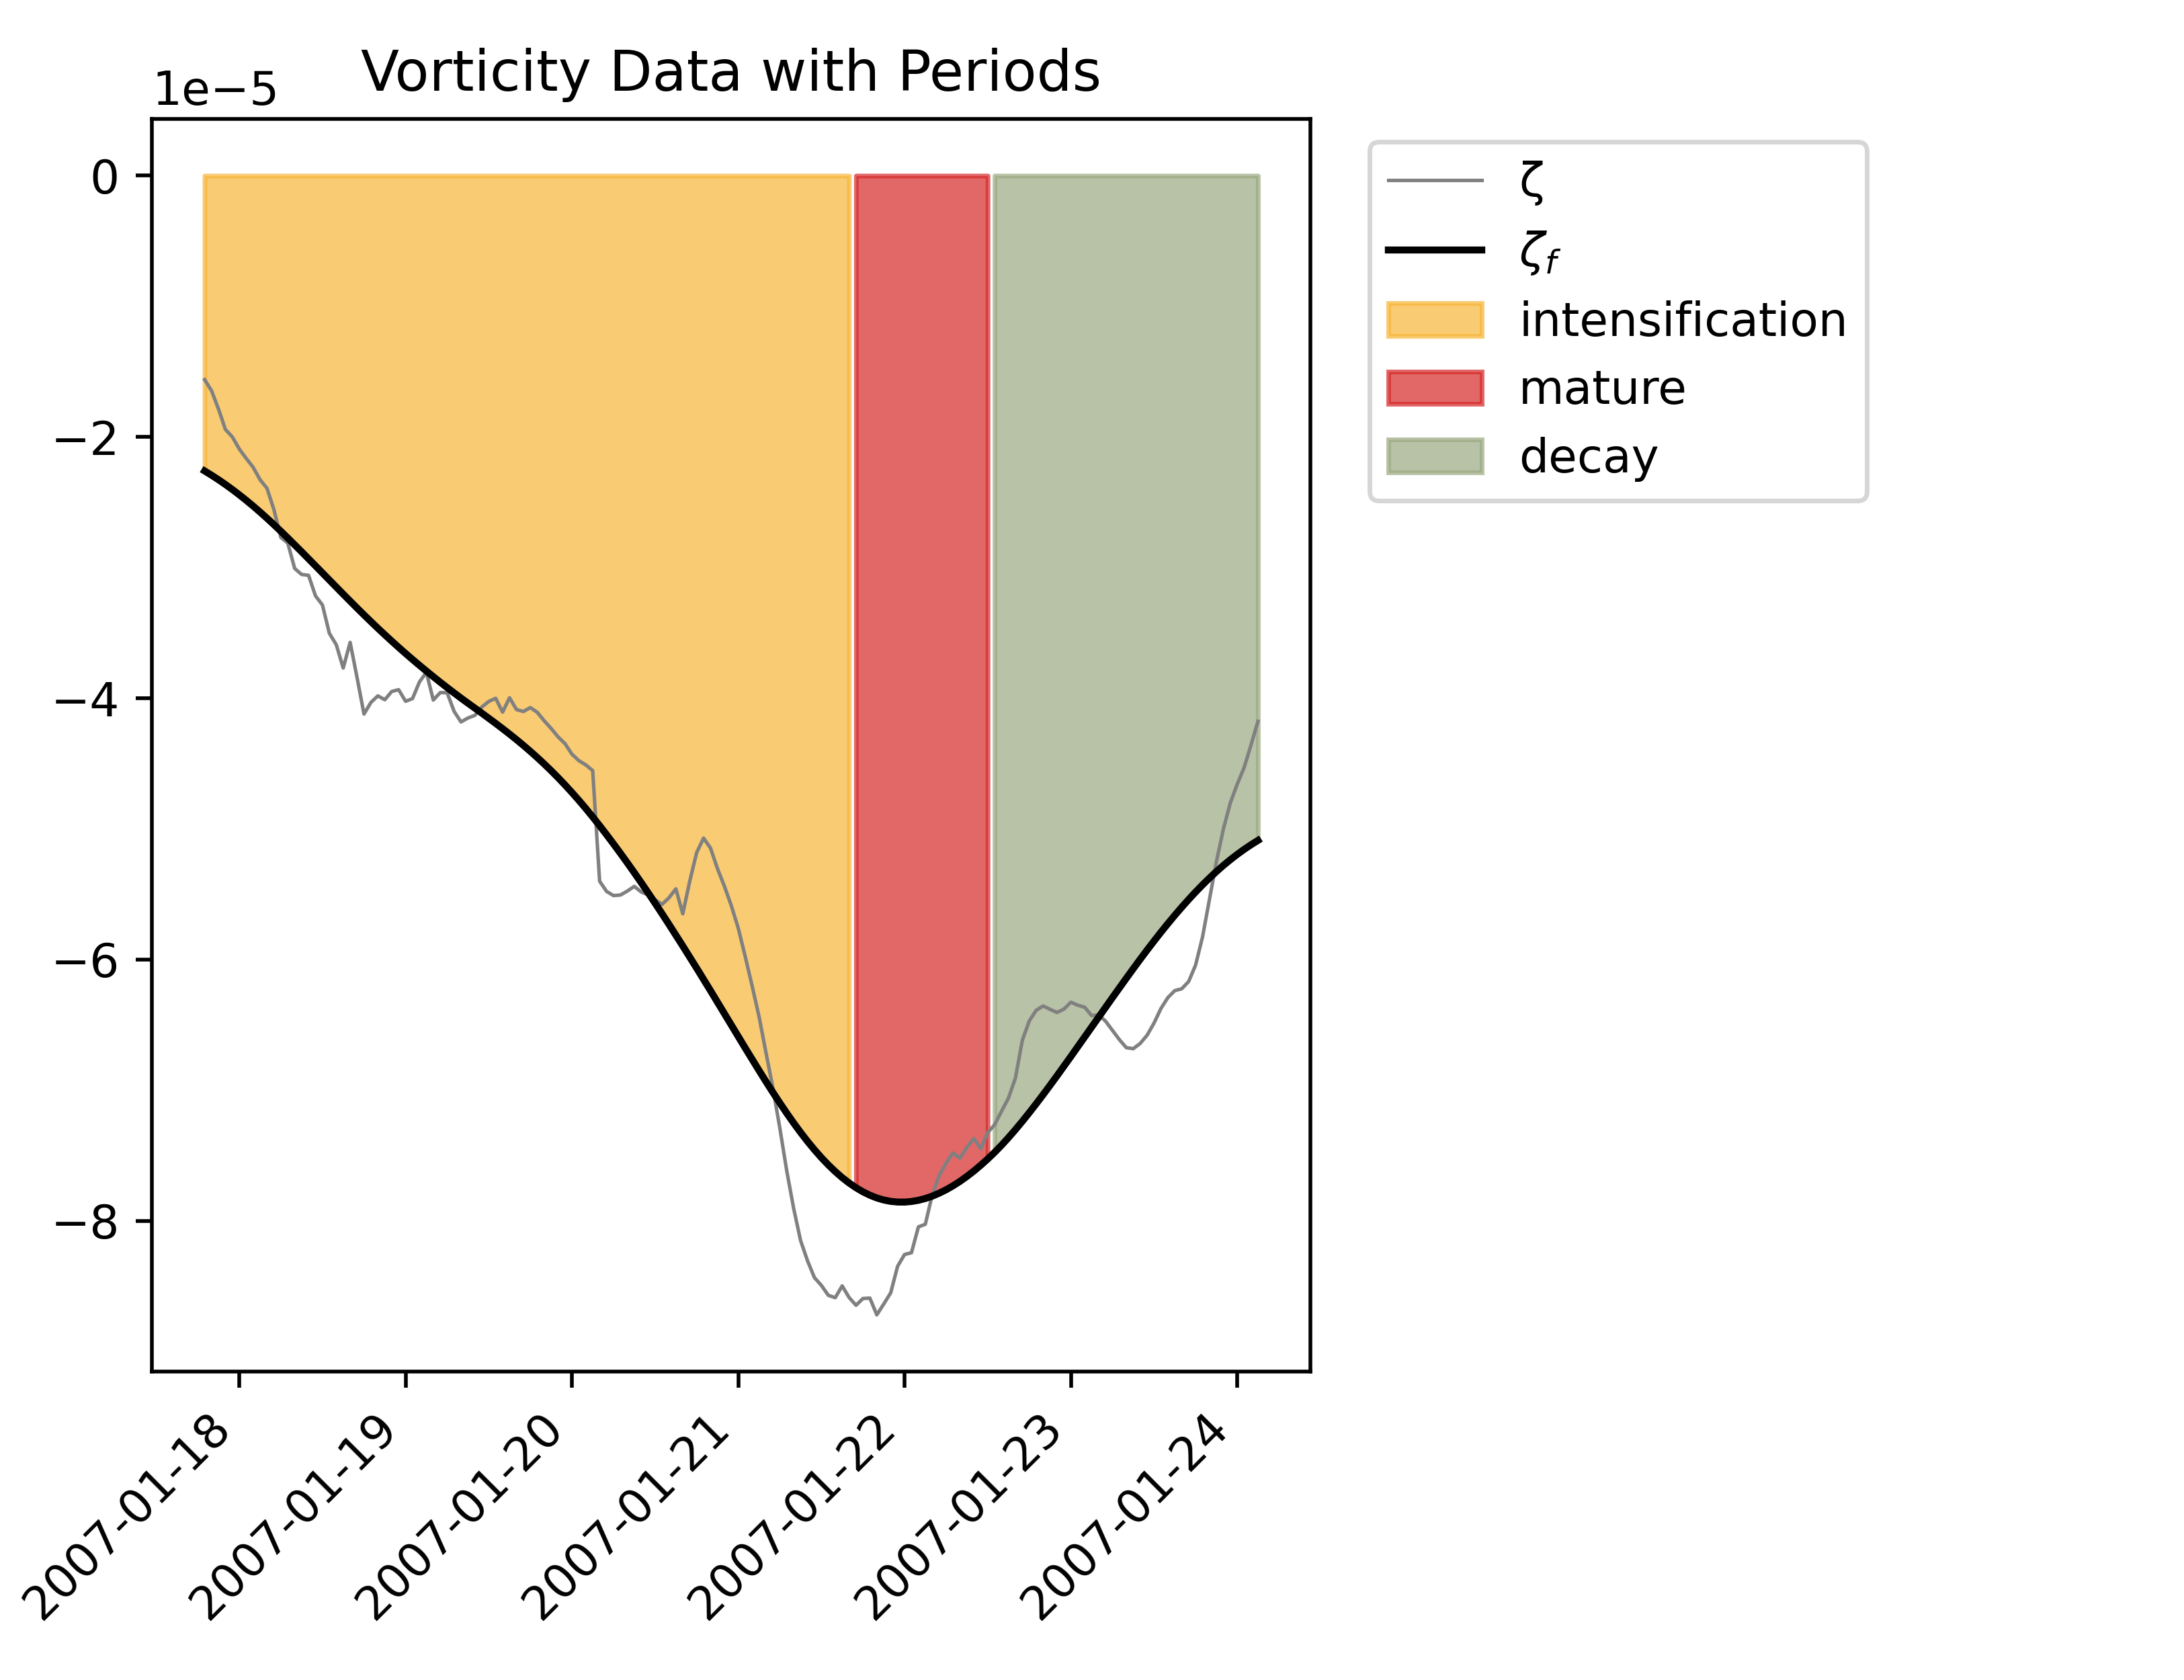 Vorticity Data with Periods
1e−5
0
−2
−4
−6
−8
2007-01-18
2007-01-19
2007-01-20
2007-01-21
2007-01-22
2007-01-23
2007-01-24
ζ
ζf
intensification
mature
decay